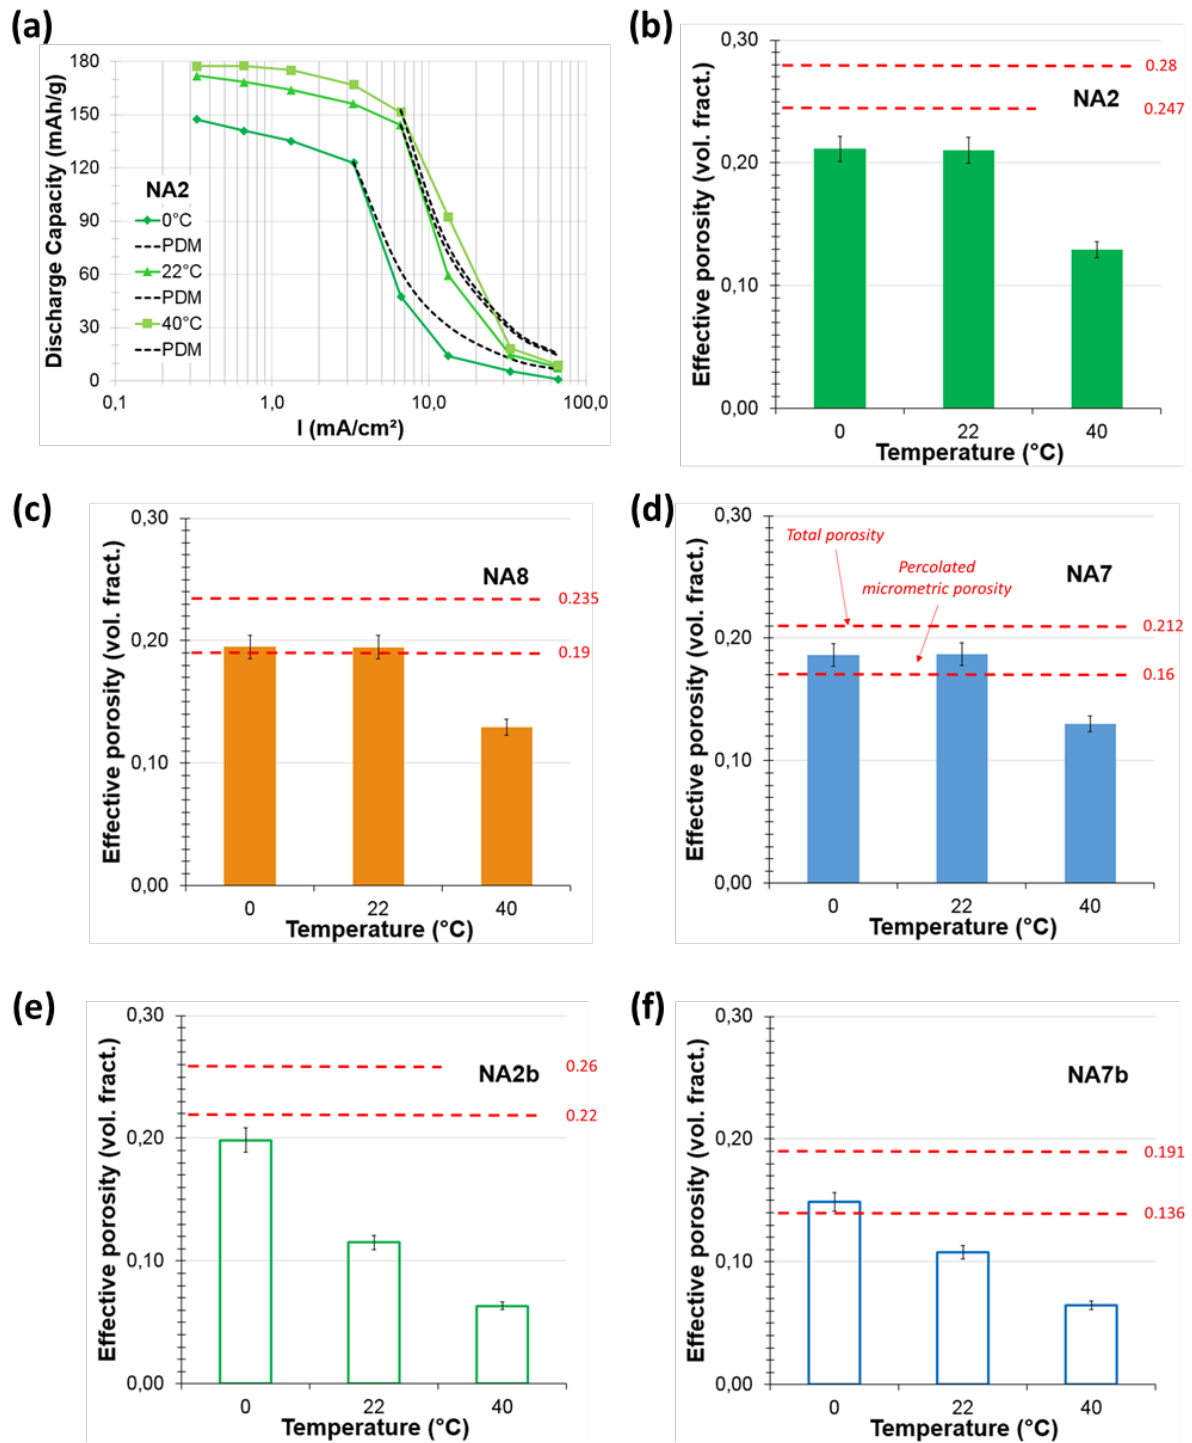 (a)
180
150
120
90
60
30
0
Discharge Capacity (mAh/g)
NA2
0°C
PDM
22°C
PDM
40°C
PDM
0,1
1,0
10,0
100,0
I (mA/cm²)
(b)
0,30
0,20
0,10
0,00
Effective porosity (vol. fract.)
0.28
NA2
0.247
0
22
40
Temperature (°C)
(c)
0,30
0,20
0,10
0,00
Effective porosity (vol. fract.)
NA8
0.235
0.19
0
22
40
Temperature (°C)
(d)
0,30
0,20
0,10
0,00
Effective porosity (vol. fract.)
Total porosity
Percolated
micrometric porosity
NA7
0.212
0.16
0
22
40
Temperature (°C)
(e)
0,30
0,20
0,10
0,00
Effective porosity (vol. fract.)
0.26
NA2b
0.22
0
22
40
Temperature (°C)
(f)
0,30
0,20
0,10
0,00
Effective porosity (vol. fract.)
NA7b
0.191
0.136
0
22
40
Temperature (°C)